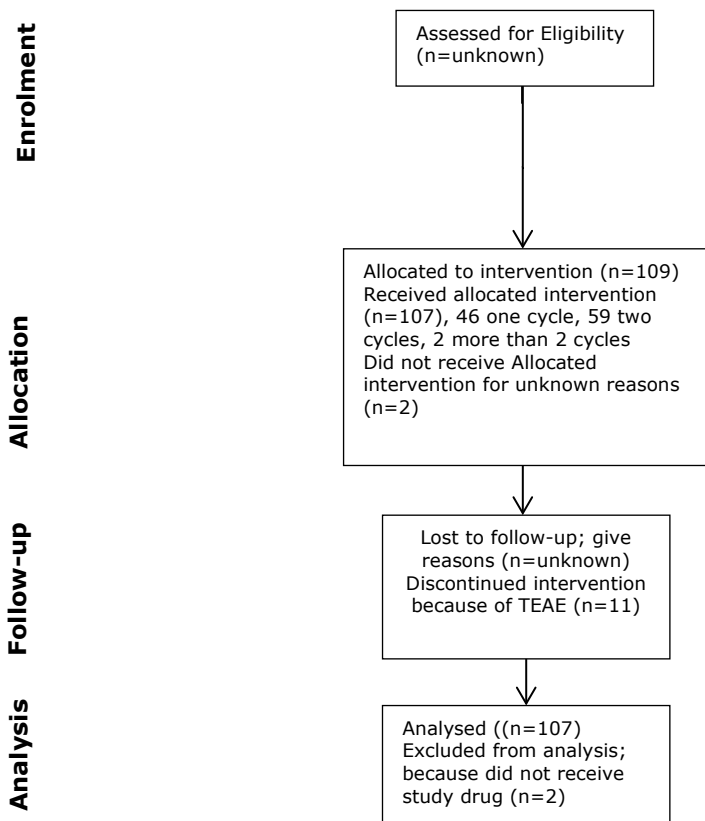 Enrolment
Assessed for Eligibility
(n=unknown)
Allocation
Allocated to intervention (n=109)
Received allocated intervention
(n=107), 46 one cycle, 59 two
cycles, 2 more than 2 cycles
Did not receive Allocated
intervention for unknown reasons
(n=2)
Follow-up
Lost to follow-up; give
reasons (n=unknown)
Discontinued intervention
because of TEAE (n=11)
Analysis
Analysed ((n=107)
Excluded from analysis;
because did not receive
study drug (n=2)